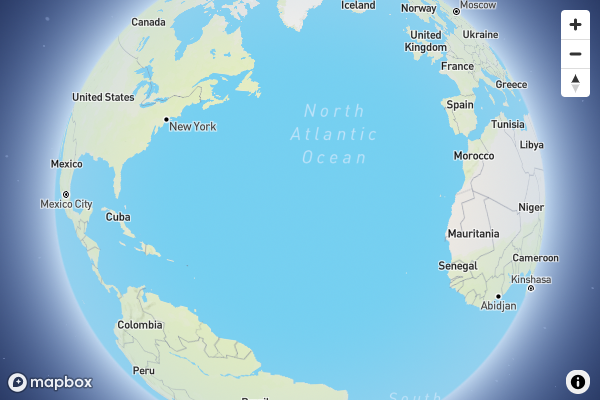 Iceland
Norway
Moscow
Canada
Ukraine
United
Kingdom
France
Greece
United States
Spain
North
Atlantic
Ocean
New York
Tunisia
Libya
Morocco
Mexico
Mexico City
Cuba
Niger
Mauritania
Cameroon
Senegal
Kinshasa
Abidjan
Colombia
Peru
mapbox
South